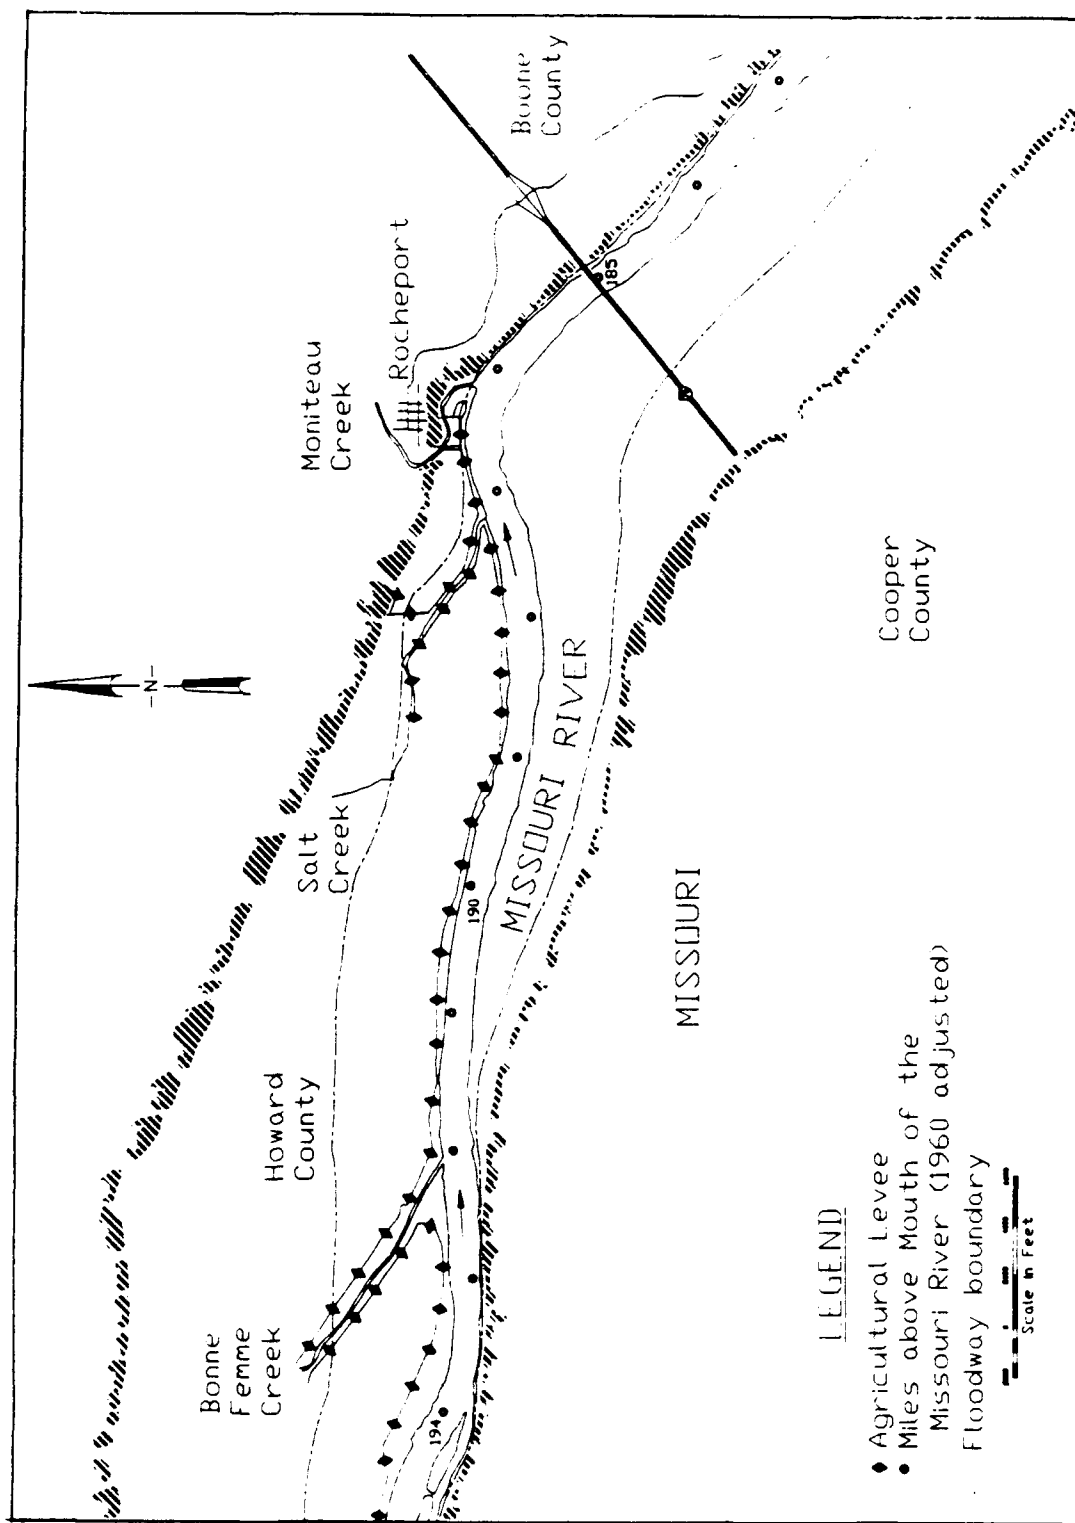 Boone
County
Rocheport
Moniteau
Creek
185
-N-
Salt
Creek
MISSOURI RIVER
190
Cooper
County
MISSOURI
Howard
County
Bonne
Femme
Creek
194
LEGEND
Agricultural Levee
Miles above Mouth of the
Missouri River (1960 adjusted)
Floodway boundary
Scale in Feet